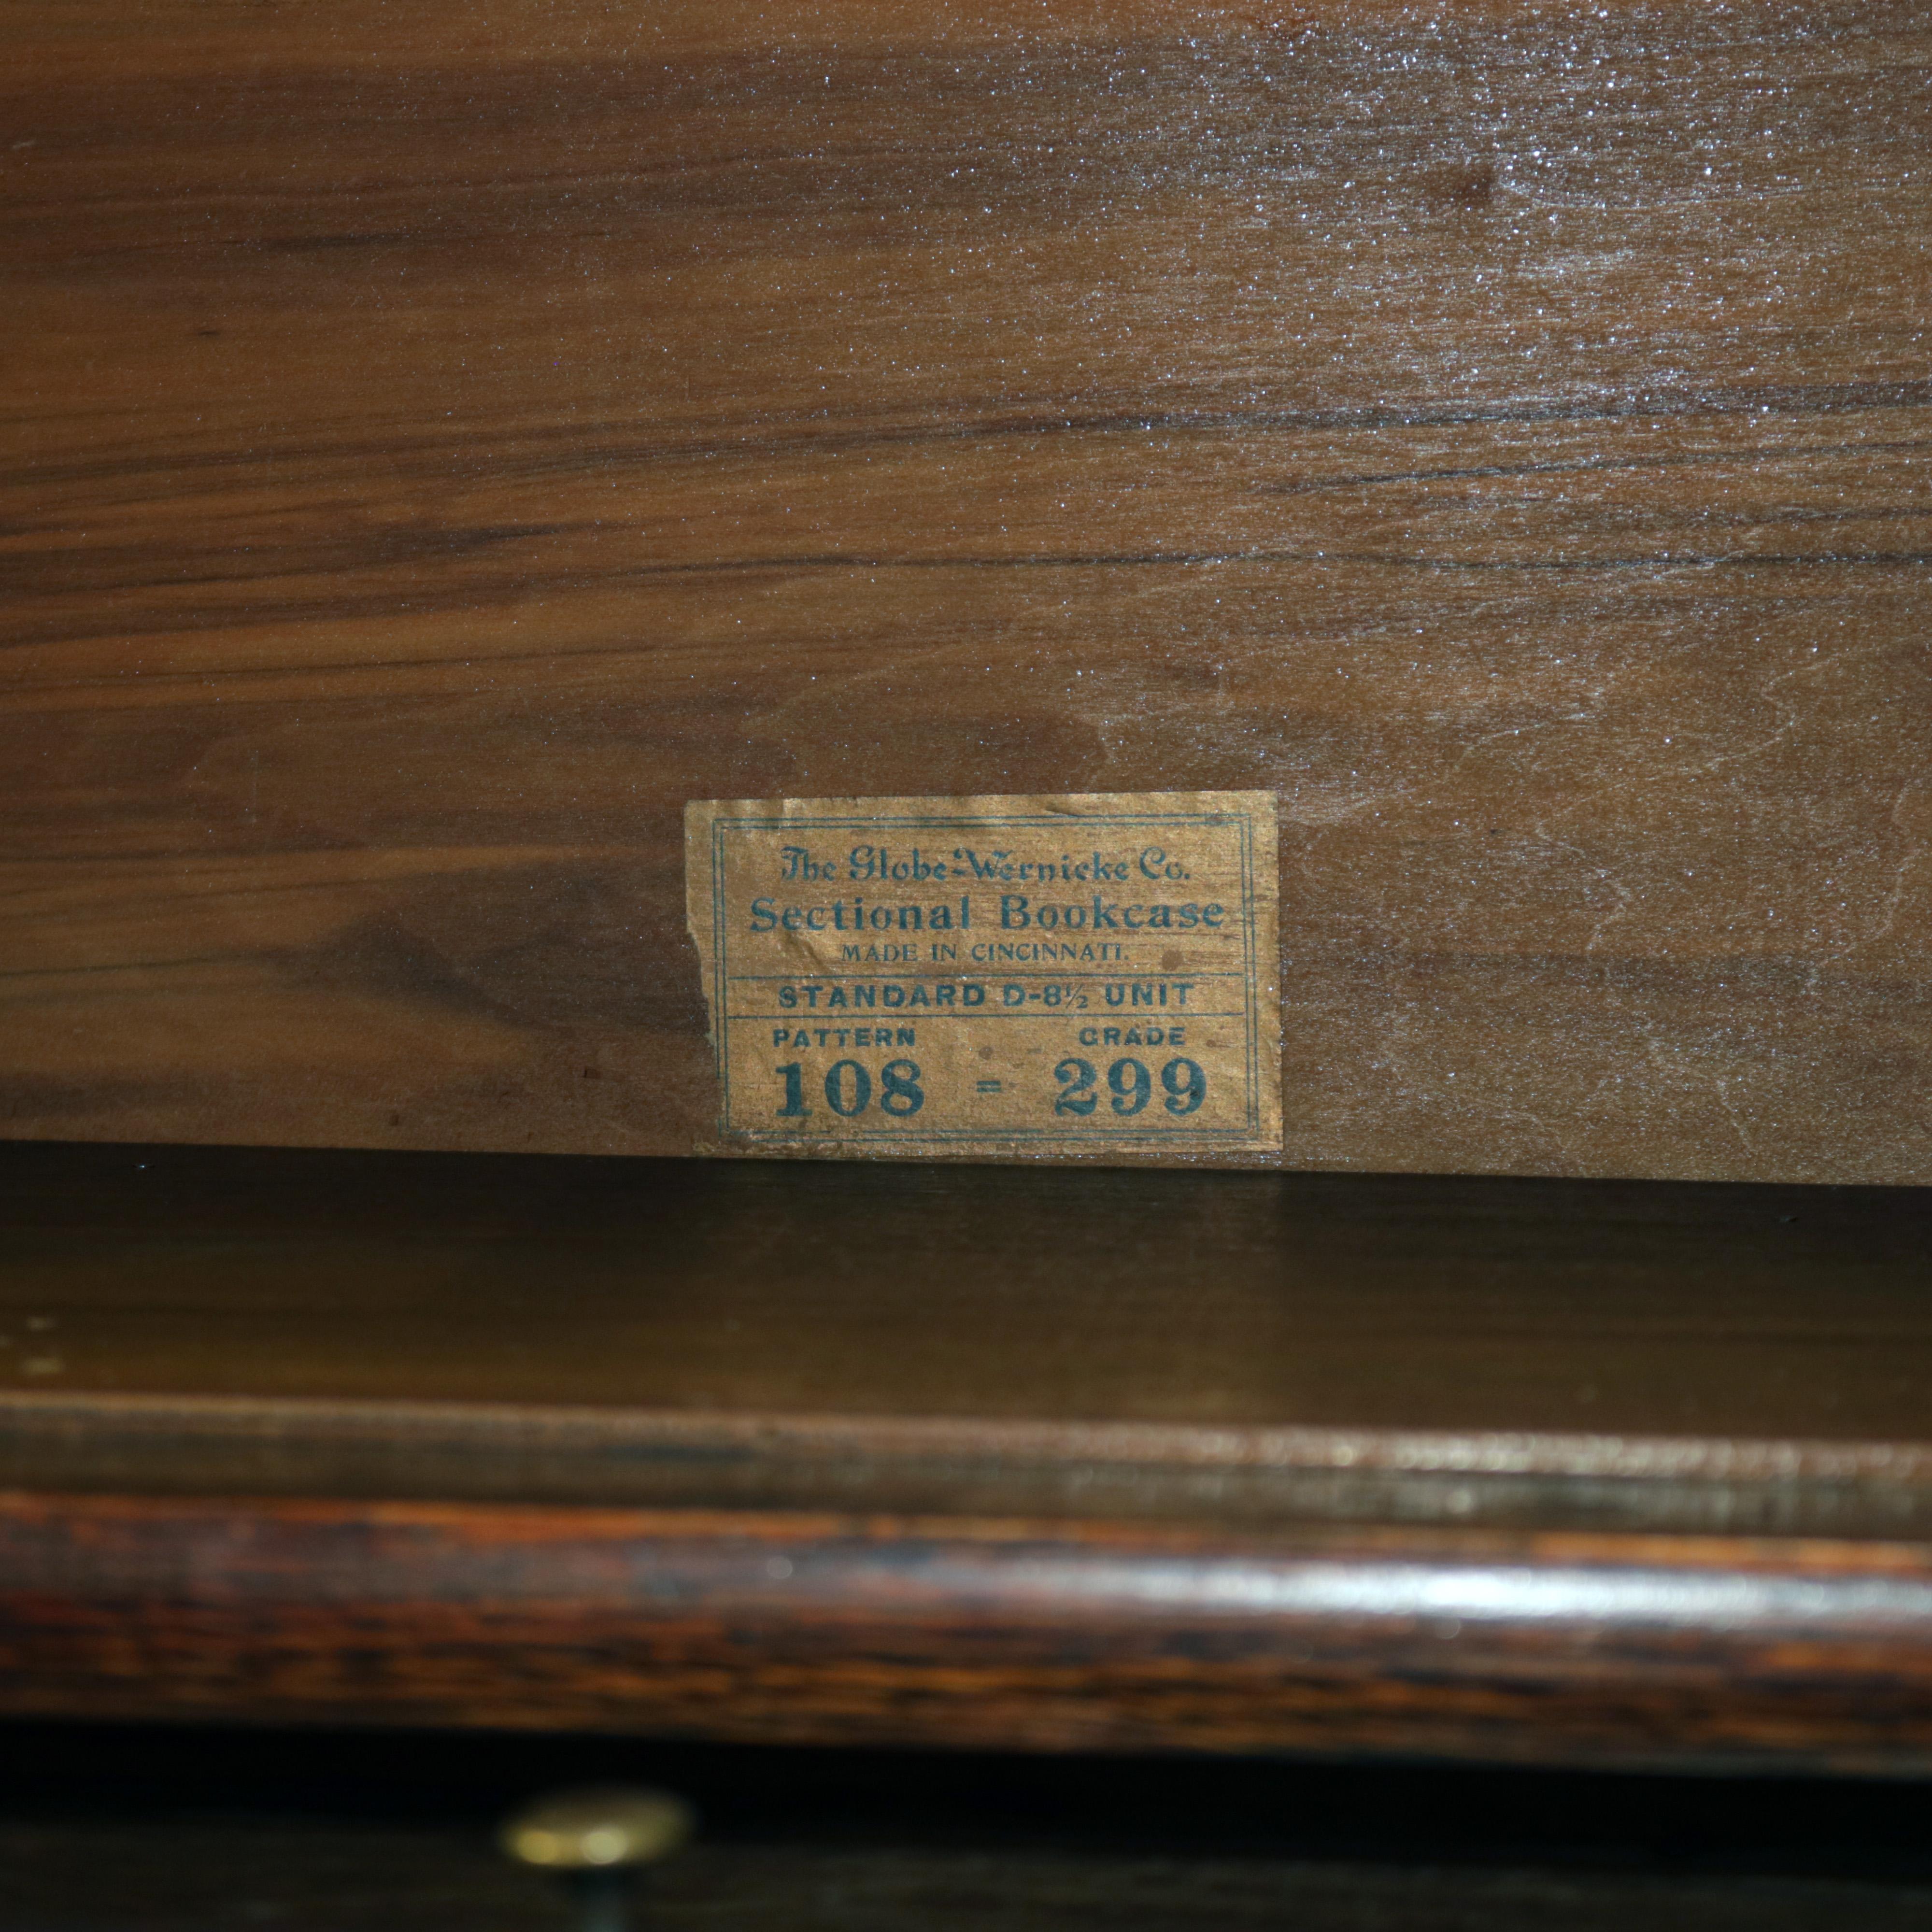 The Globe-Wernicke Co.
Sectional Bookcase
MADE IN CINCINNATI.
STANDARD D-8½ UNIT
PATTERN GRADE
108 = 299